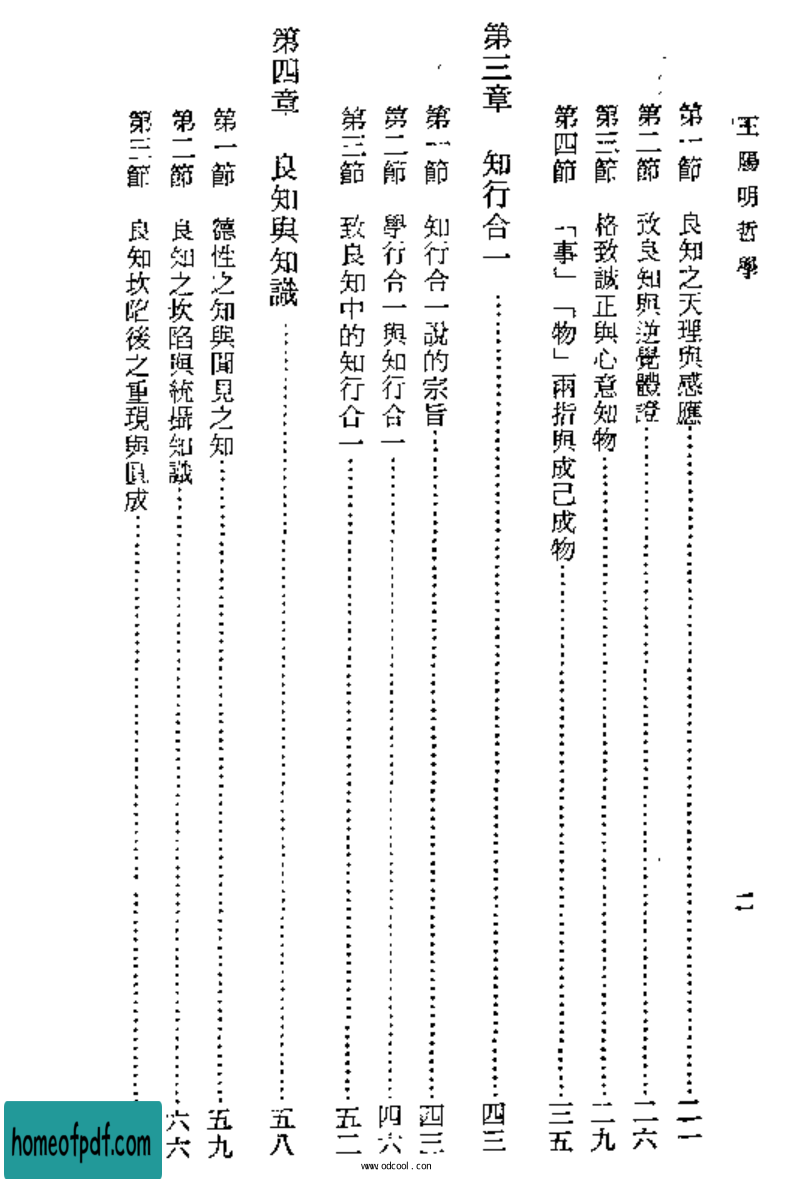 王陽明哲學
二
第一節 良知之天理與感應……二一
第二節 致良知與逆覺體證……二六
第三節 格致誠正與心意知物……二九
第四節 「事」「物」兩指與成己成物……三五
第三章 知行合一……四三
第一節 知行合一說的宗旨……四三
第二節 學行合一與知行合一……四六
第三節 致良知中的知行合一……五二
第四章 良知與知識……五八
第一節 德性之知與聞見之知……五九
第二節 良知之坎陷與統攝知識……六六
第三節 良知坎陷後之重現與圓成……
homeofpdf.com
www.odcool.com